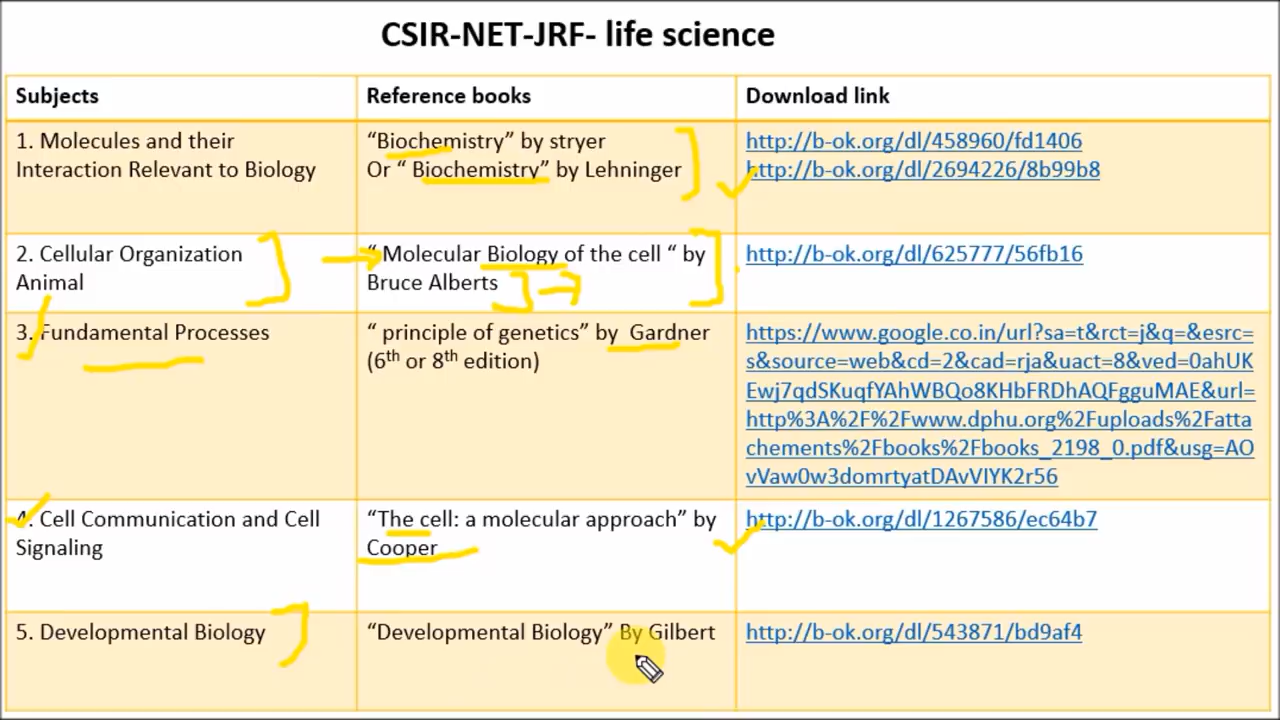 CSIR-NET-JRF- life science
Subjects
Reference books
Download link
1. Molecules and their
Interaction Relevant to Biology
“Biochemistry” by stryer
Or “ Biochemistry” by Lehninger
http://b-ok.org/dl/458960/fd1406
http://b-ok.org/dl/2694226/8b99b8
2. Cellular Organization
Animal
“ Molecular Biology of the cell “ by
Bruce Alberts
http://b-ok.org/dl/625777/56fb16
3. Fundamental Processes
“ principle of genetics” by  Gardner
(6th or 8th edition)
https://www.google.co.in/url?sa=t&rct=j&q=&esrc=
s&source=web&cd=2&cad=rja&uact=8&ved=0ahUK
Ewj7qdSKuqfYAhWBQo8KHbFRDhAQFgguMAE&url=
http%3A%2F%2Fwww.dphu.org%2Fuploads%2Fatta
chements%2Fbooks%2Fbooks_2198_0.pdf&usg=AO
vVaw0w3domrtyatDAvVIYK2r56
4. Cell Communication and Cell
Signaling
“The cell: a molecular approach” by
Cooper
http://b-ok.org/dl/1267586/ec64b7
5. Developmental Biology
“Developmental Biology” By Gilbert
http://b-ok.org/dl/543871/bd9af4